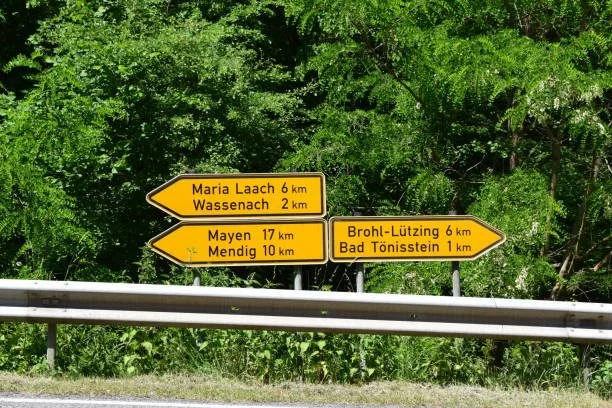 Maria Laach 6 km
Wassenach 2 km
Mayen 17 km
Mendig 10 km
Brohl-Lützing 6 km
Bad Tönisstein 1 km